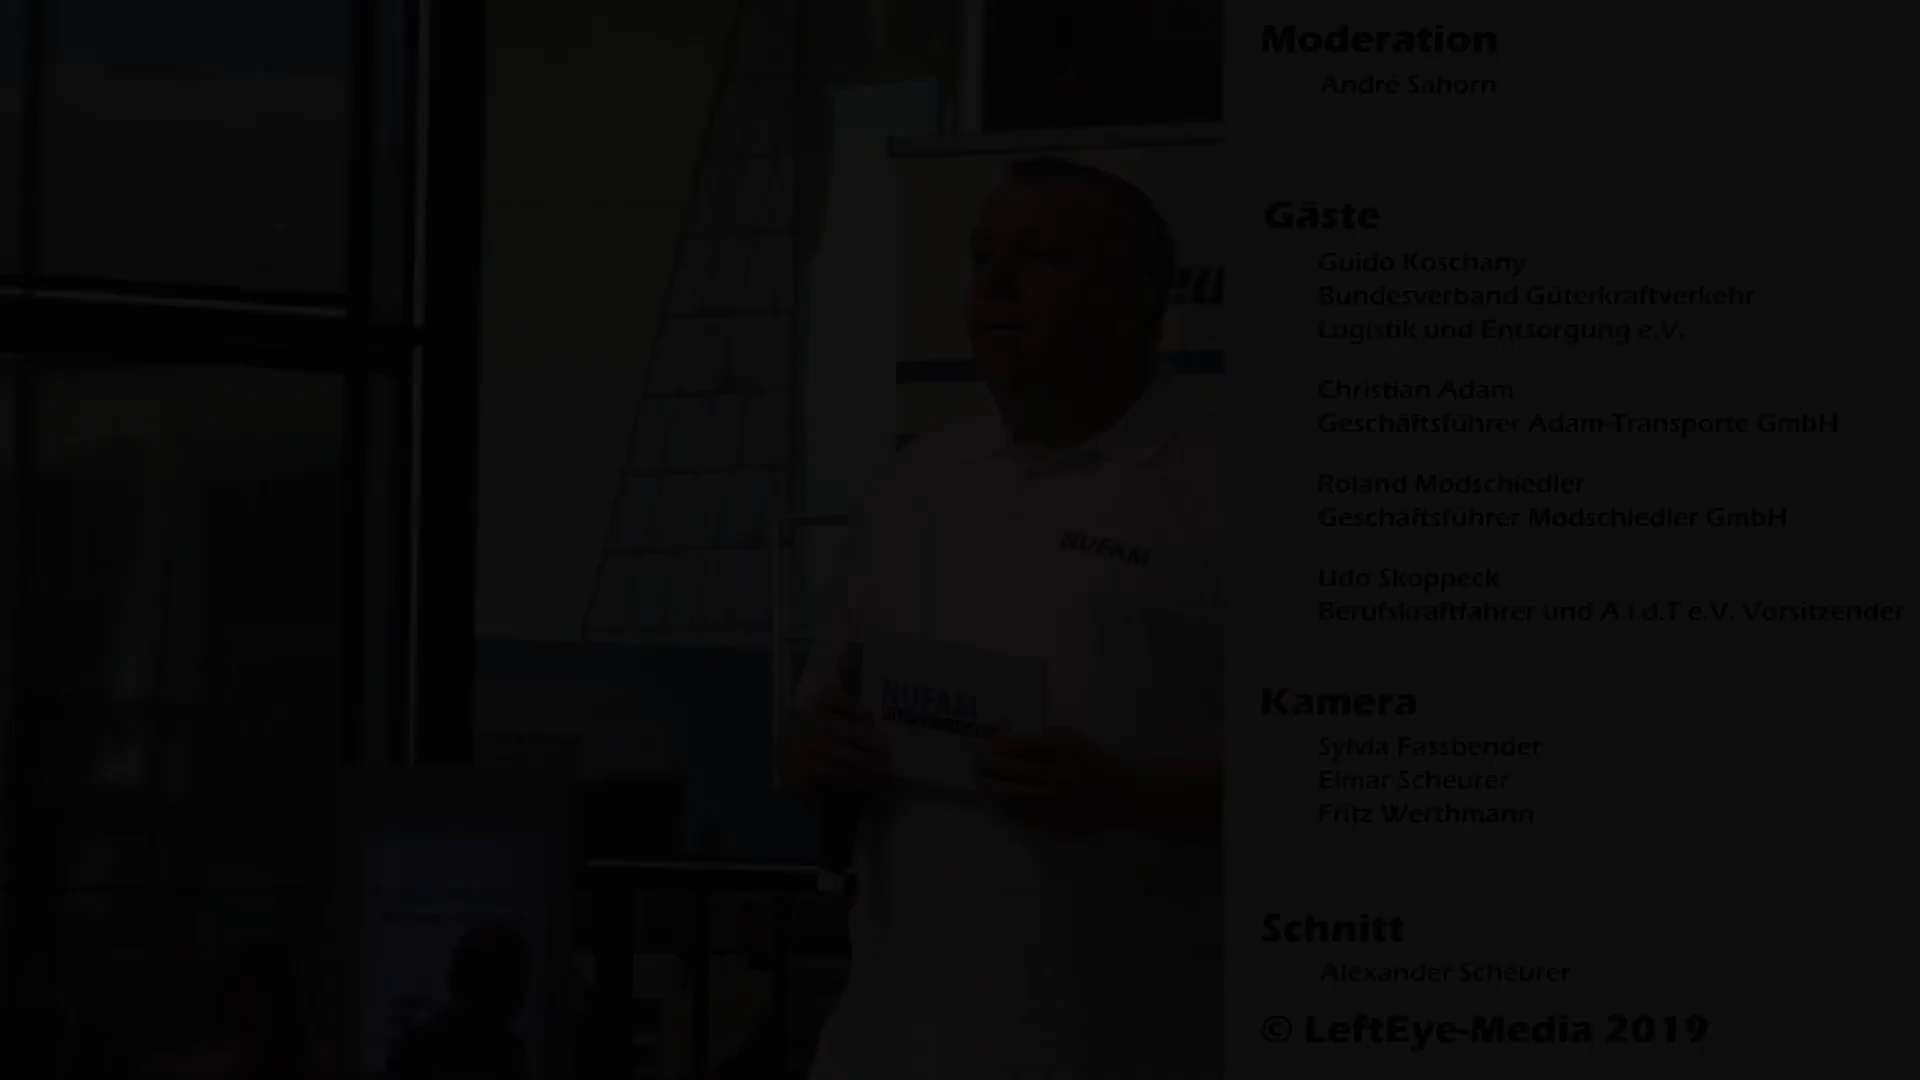 Moderation
André Sahorn
Gäste
Guido Koschany
Bundesverband Güterkraftverkehr
Logistik und Entsorgung e.V.
Christian Adam
Geschäftsführer Adam-Transporte GmbH
Roland Modschiedler
Geschäftsführer Modschiedler GmbH
Udo Skoppeck
Berufskraftfahrer und A.i.d.T e.V. Vorsitzender
Kamera
Sylvia Fassbender
Elmar Scheurer
Fritz Werthmann
Schnitt
Alexander Scheurer
© LeftEye-Media 2019
NUFAM
NUFAM